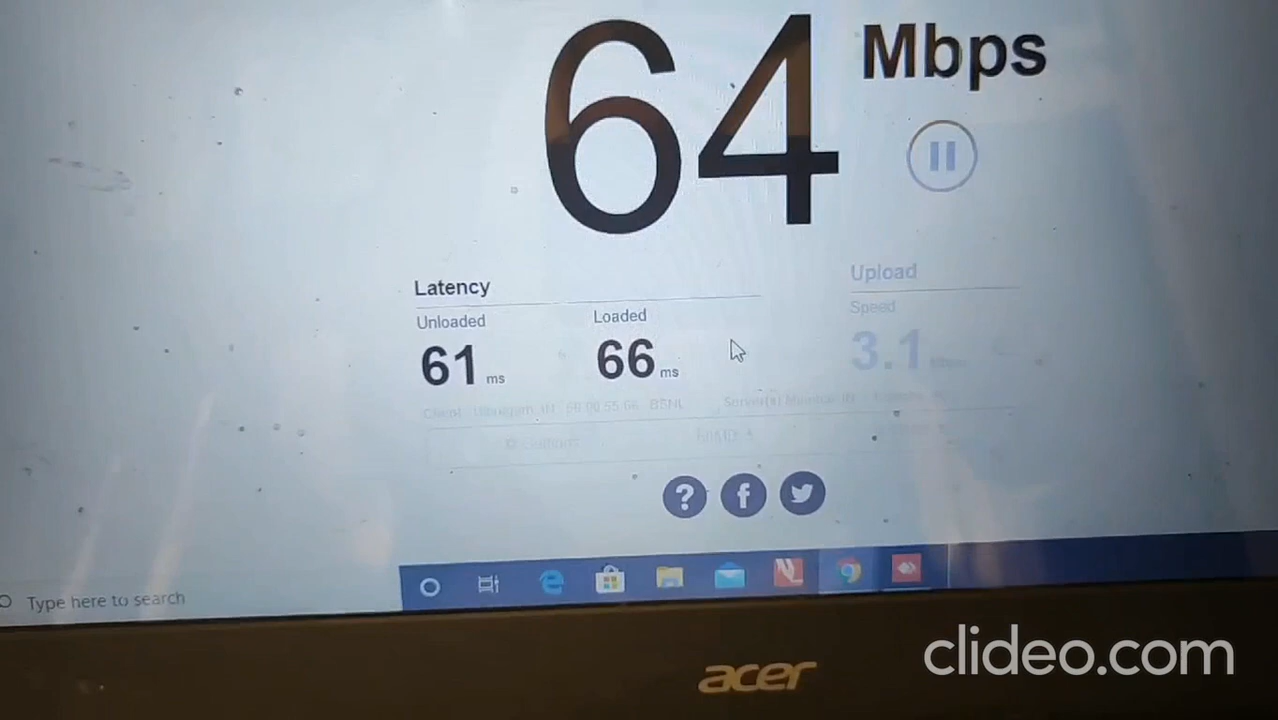 64 Mbps
Latency
Upload
Unloaded
Loaded
Speed
61 ms
66 ms
3.1
BSNL
?
f
Type here to search
acer
clideo.com